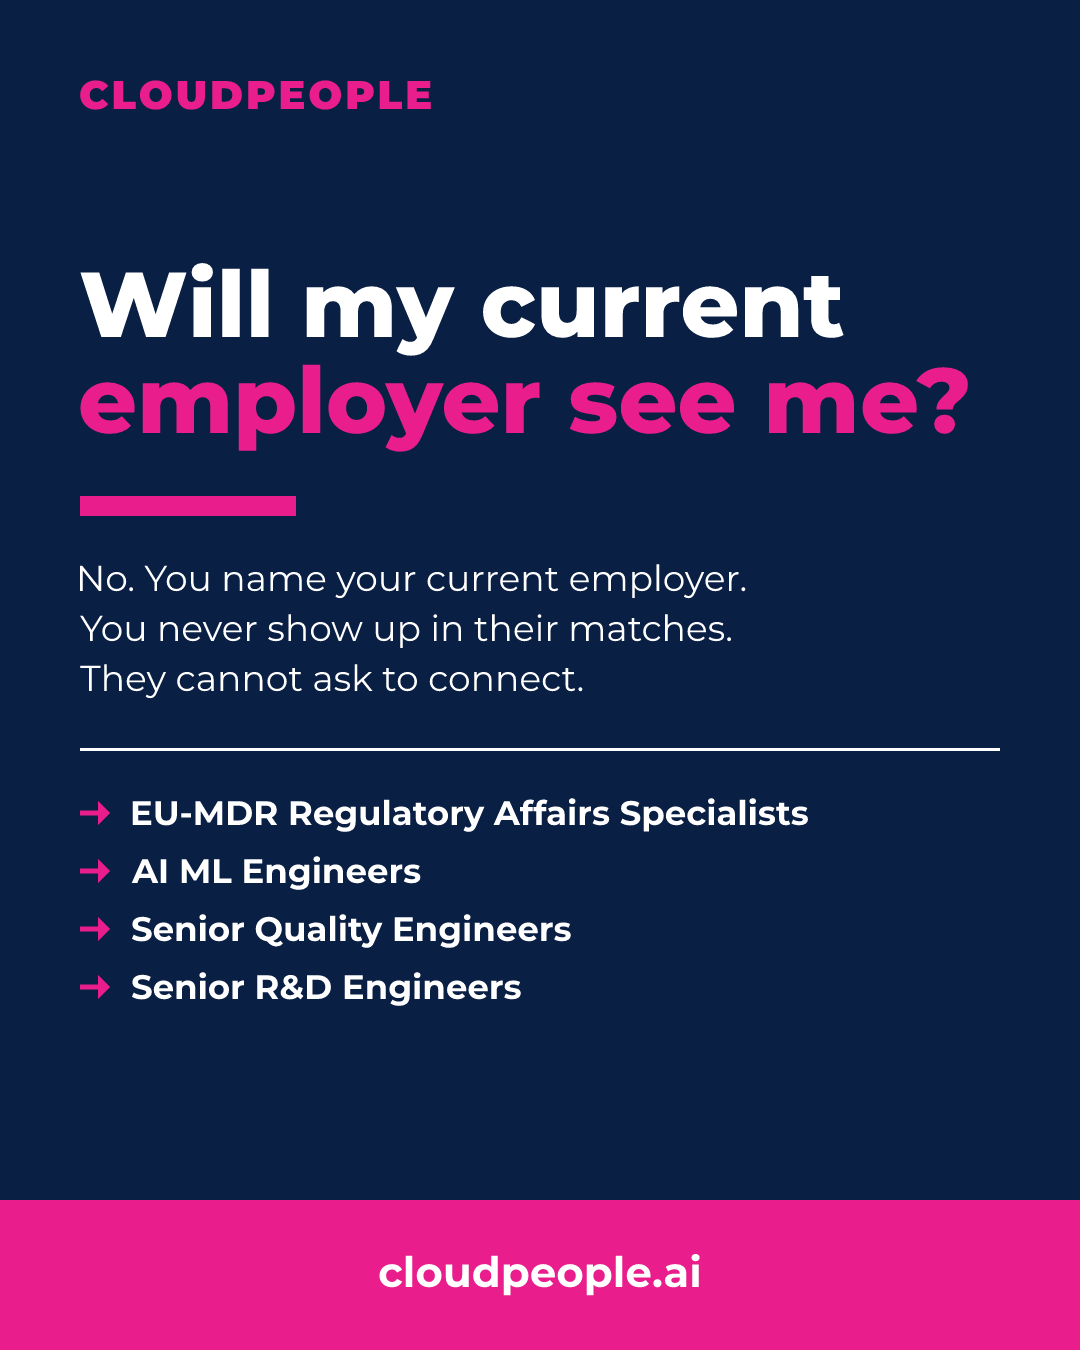 CLOUDPEOPLE
Will my current
employer see me?
No. You name your current employer.
You never show up in their matches.
They cannot ask to connect.
→ EU-MDR Regulatory Affairs Specialists
→ AI ML Engineers
→ Senior Quality Engineers
→ Senior R&D Engineers
cloudpeople.ai